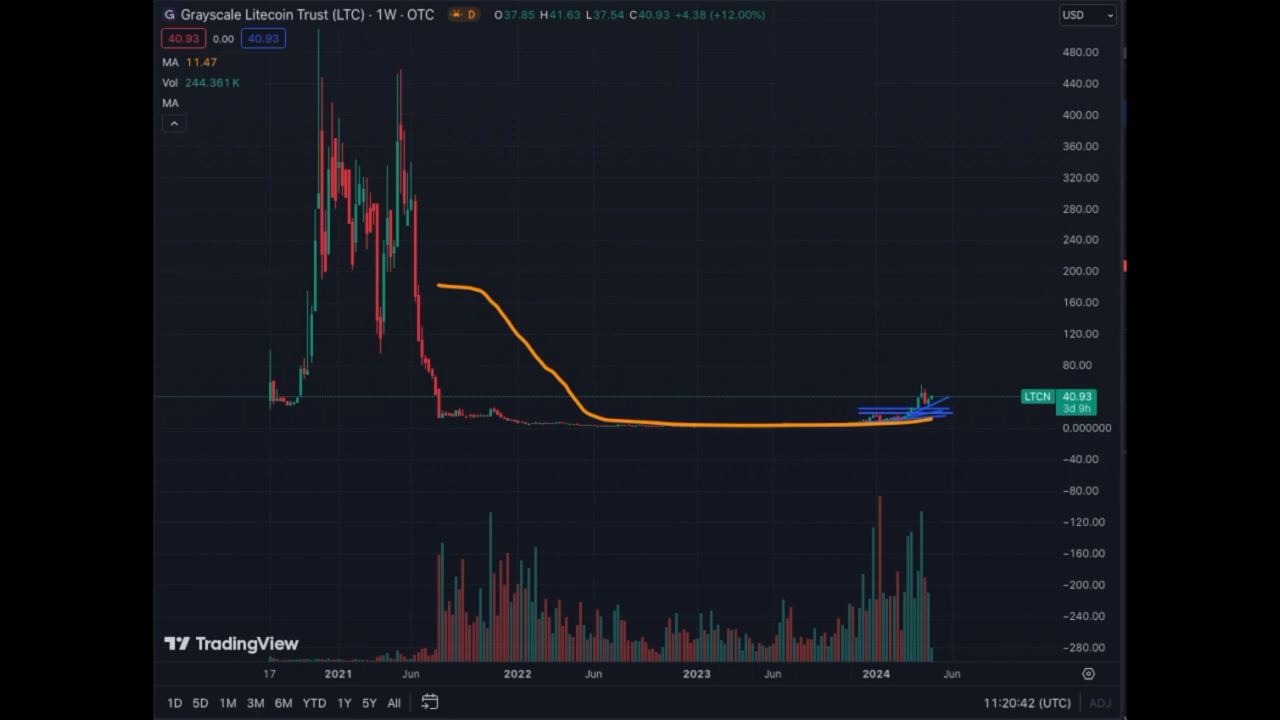 G Grayscale Litecoin Trust (LTC) · 1W · OTC D O37.85 H41.63 L37.54 C40.93 +4.38 (+12.00%) USD
40.93 0.00 40.93
MA 11.47
Vol 244.361K
MA
480.00
440.00
400.00
360.00
320.00
280.00
240.00
200.00
160.00
120.00
80.00
LTCN 40.93
3d 9h
0.000000
−40.00
−80.00
−120.00
−160.00
−200.00
−240.00
−280.00
TradingView
17 2021 Jun 2022 Jun 2023 Jun 2024 Jun
1D 5D 1M 3M 6M YTD 1Y 5Y All 11:20:42 (UTC) ADJ